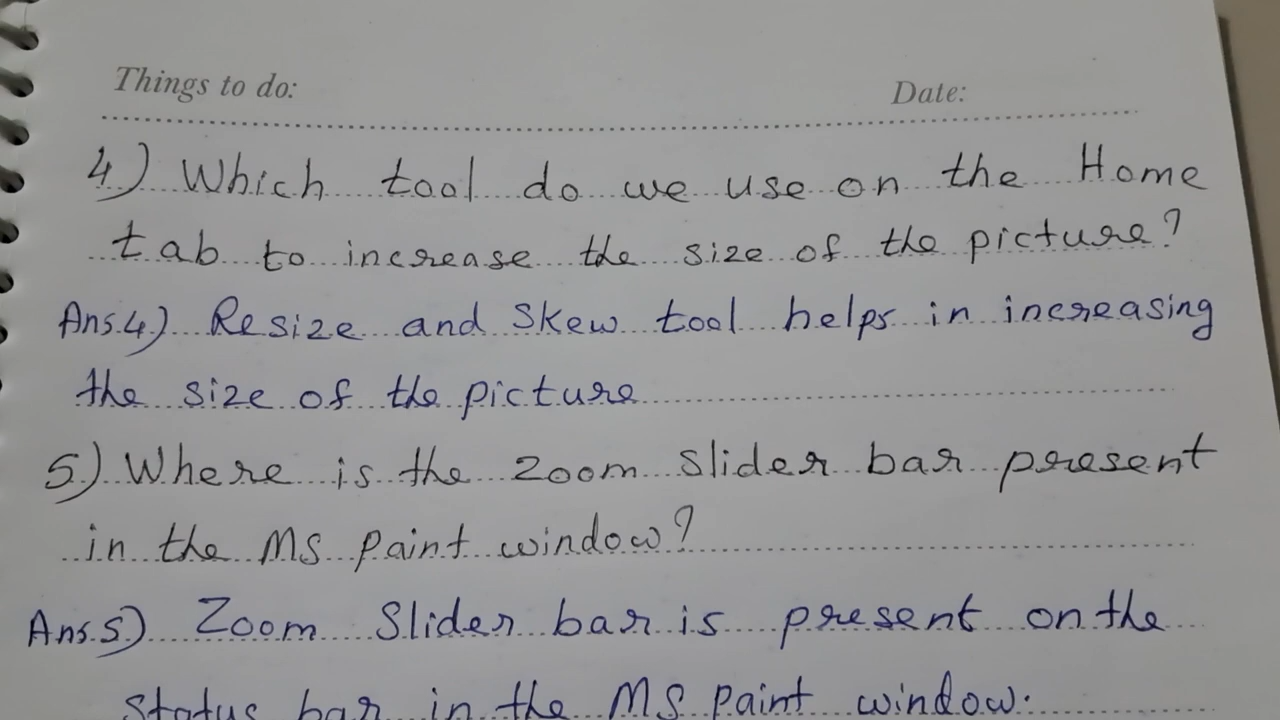 Things to do:
Date:
4) Which tool do we use on the Home
tab to increase the size of the picture?
Ans.4) Resize and Skew tool helps in increasing
the size of the picture
5) Where is the Zoom Slider bar present
in the MS Paint window?
Ans.5) Zoom Slider bar is present on the
status bar in the MS Paint window.